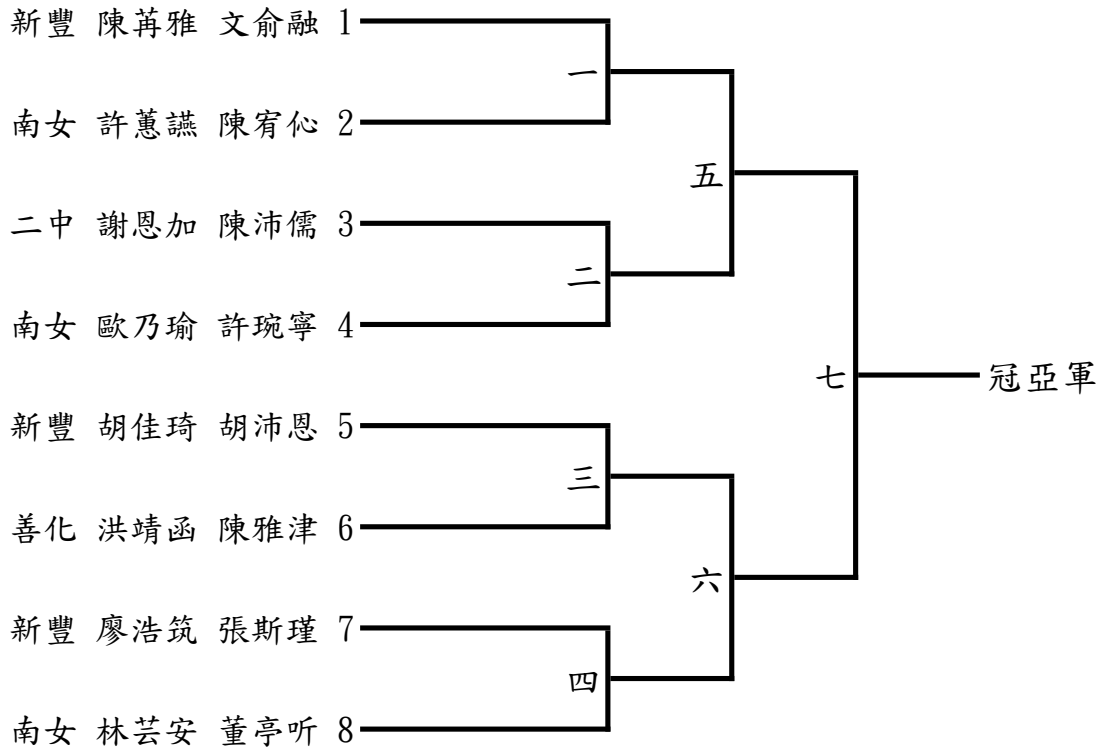 新豐 陳苒雅 文俞融 1
一
南女 許蕙讌 陳宥伈 2
五
二中 謝恩加 陳沛儒 3
二
南女 歐乃瑜 許琬寧 4
七 冠亞軍
新豐 胡佳琦 胡沛恩 5
三
善化 洪靖函 陳雅津 6
六
新豐 廖浩筑 張斯瑾 7
四
南女 林芸安 董亭听 8